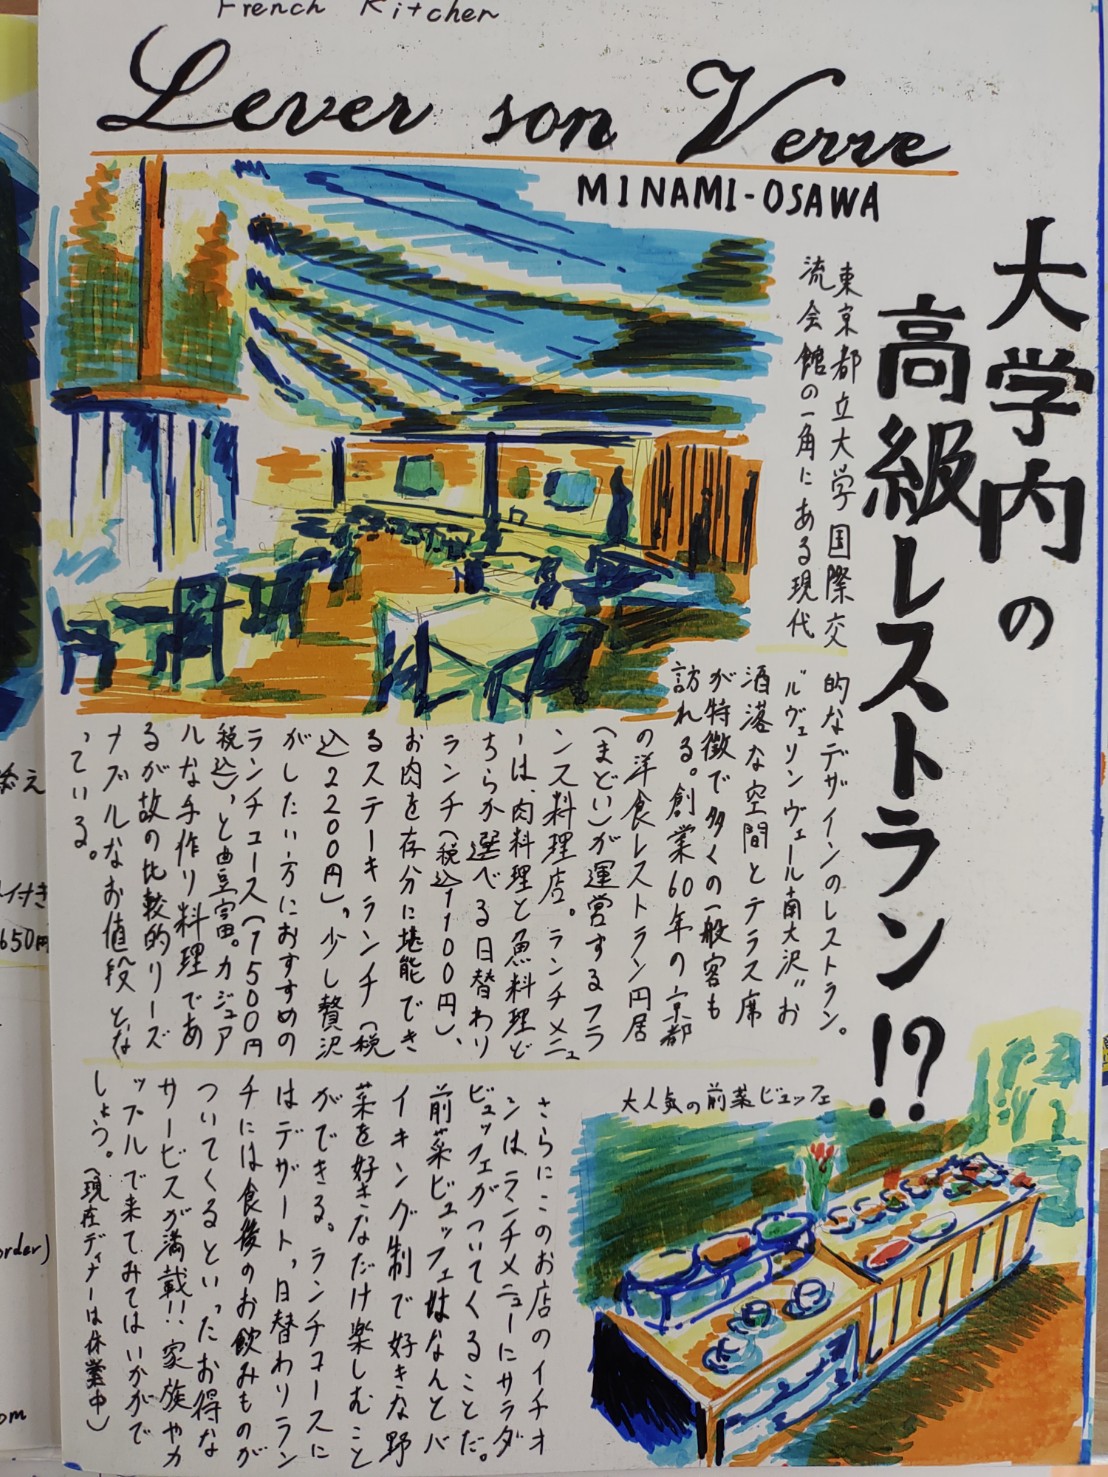 French Kitchen
Lever son Verre
MINAMI-OSAWA
大学内の
高級レストラン!?
東京都立大学国際交
流会館の一角にある現代
的なデザインのレストラン。
"ルヴェソンヴェール南大沢"お
洒落な空間とテラス席
が特徴で多くの一般客も
訪れる。創業60年の京都
の洋食レストラン円居
(まどい)が運営するフラ
ンス料理店。ランチメニュ
ーは、肉料理と魚料理ど
ちらか選べる日替わり
ランチ(税込1100円)、
お肉を存分に堪能でき
るステーキランチ(税
込2200円)。少し贅沢
がしたい方におすすめの
ランチコース(1500円
税込)、と豊富。カジュア
ルな手作り料理であ
るが故の比較的リーズ
ナブルなお値段とな
っている。
大人気の前菜ビュッフェ
さらにこのお店のイチオ
シはランチメニューにサラダ
ビュッフェがついてくることだ。
前菜ビュッフェはなんとバ
イキング制で好きな野
菜を好きなだけ楽しむこと
ができる。ランチコースに
はデザート、日替わりラン
チには食後のお飲みものが
ついてくるといったお得な
サービスが満載!!家族やカ
ップルで来てみてはいかがで
しょう。(現在ディナーは休業中)
添え
付き
650円
order)
om